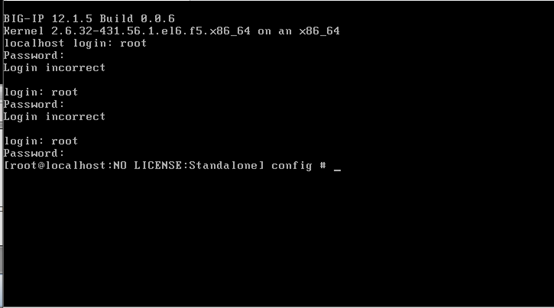 BIG-IP 12.1.5 Build 0.0.6
Kernel 2.6.32-431.56.1.el6.f5.x86_64 on an x86_64
localhost login: root
Password:
Login incorrect
login: root
Password:
Login incorrect
login: root
Password:
[root@localhost:NO LICENSE:Standalone] config # _